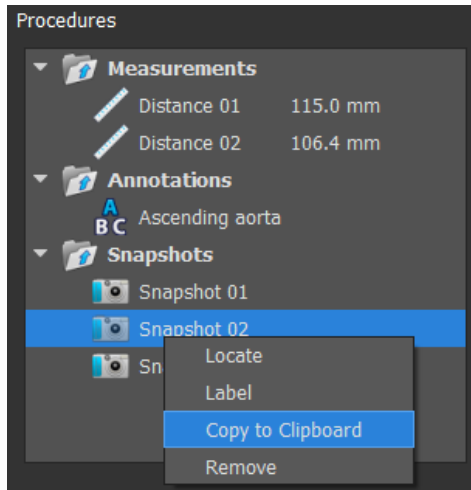 Procedures
Measurements
Distance 01 115.0 mm
Distance 02 106.4 mm
Annotations
A
B C Ascending aorta
Snapshots
Snapshot 01
Snapshot 02
Locate
Label
Copy to Clipboard
Remove